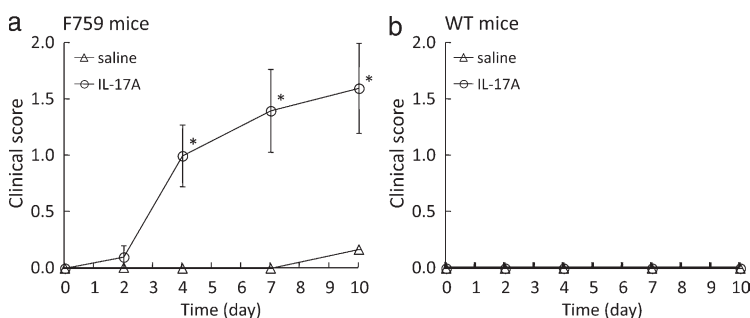 a F759 mice
2.0
1.5
1.0
0.5
0.0
Clinical score
saline
IL-17A
*
*
*
0 1 2 3 4 5 6 7 8 9 10
Time (day)
b WT mice
2.0
1.5
1.0
0.5
0.0
Clinical score
saline
IL-17A
0 1 2 3 4 5 6 7 8 9 10
Time (day)